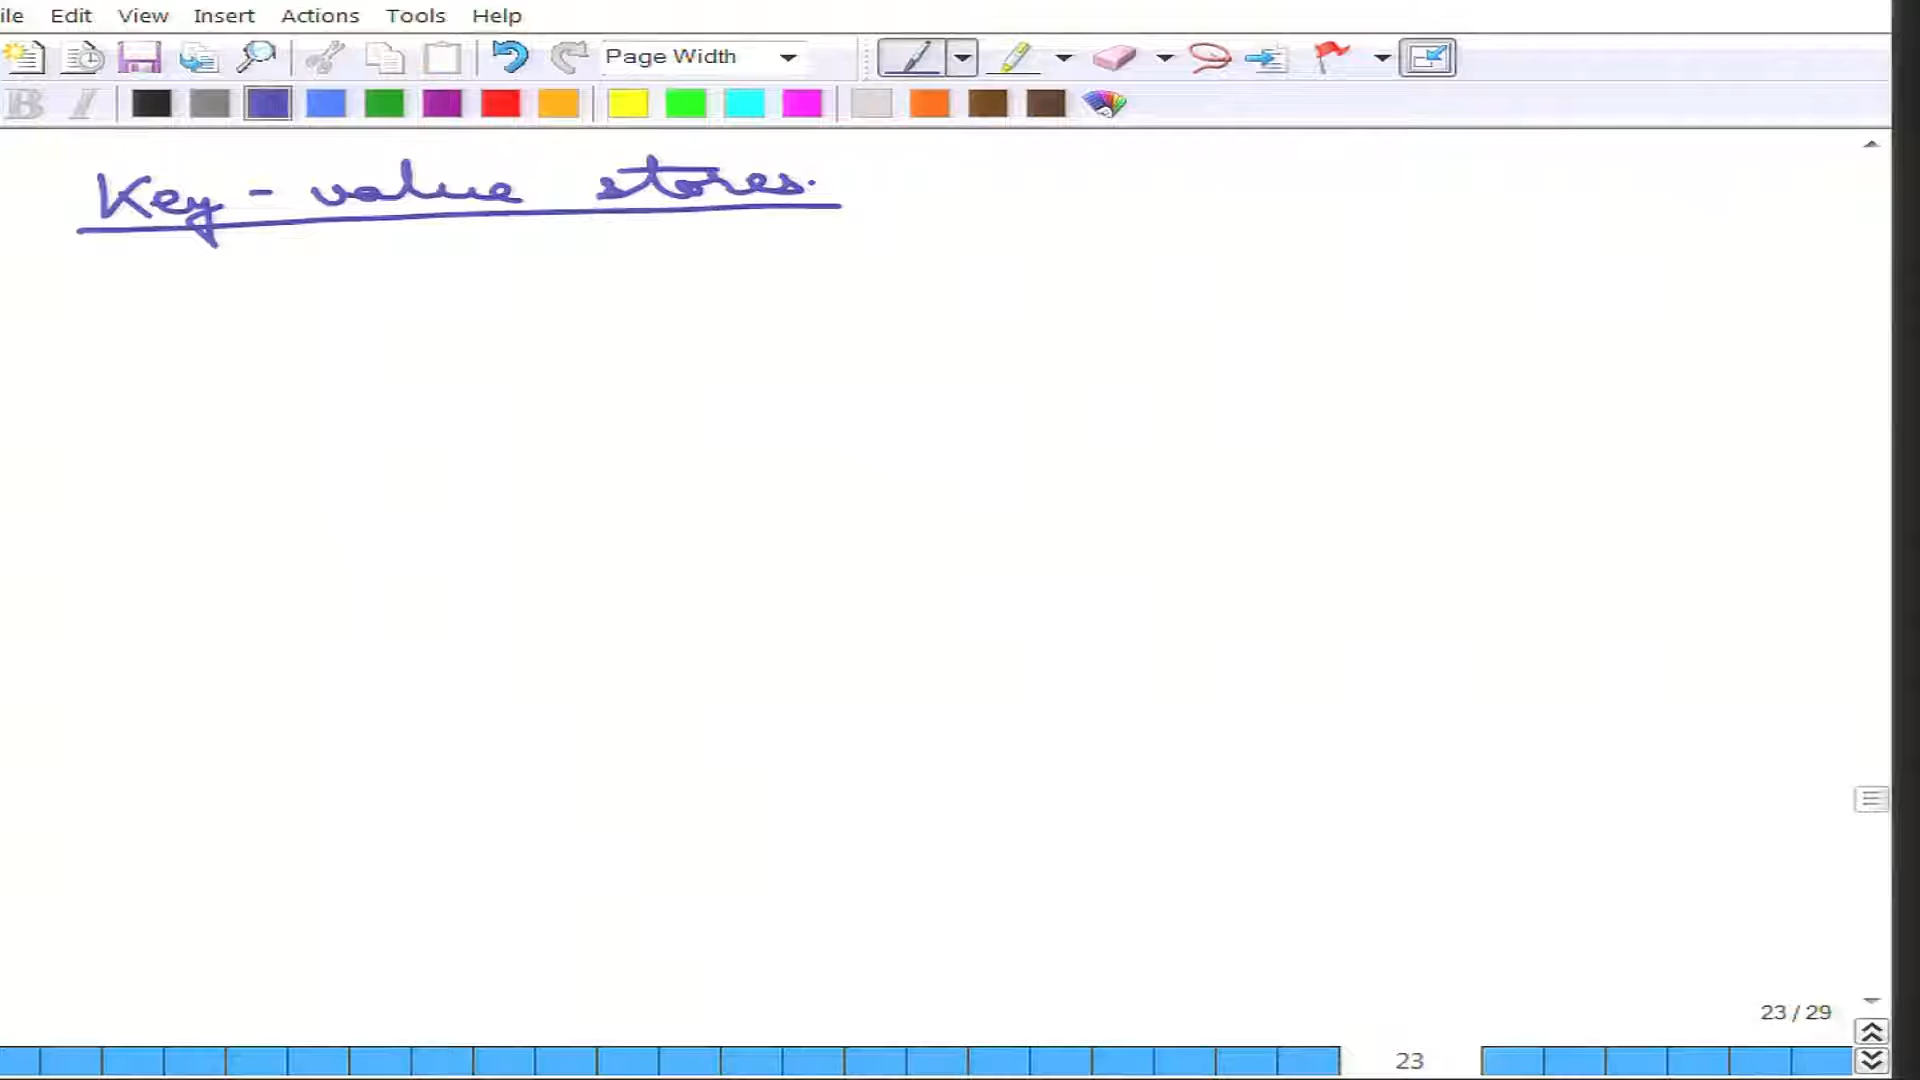 ile Edit View Insert Actions Tools Help
Page Width
B I
Key - value stores.
23 / 29
23